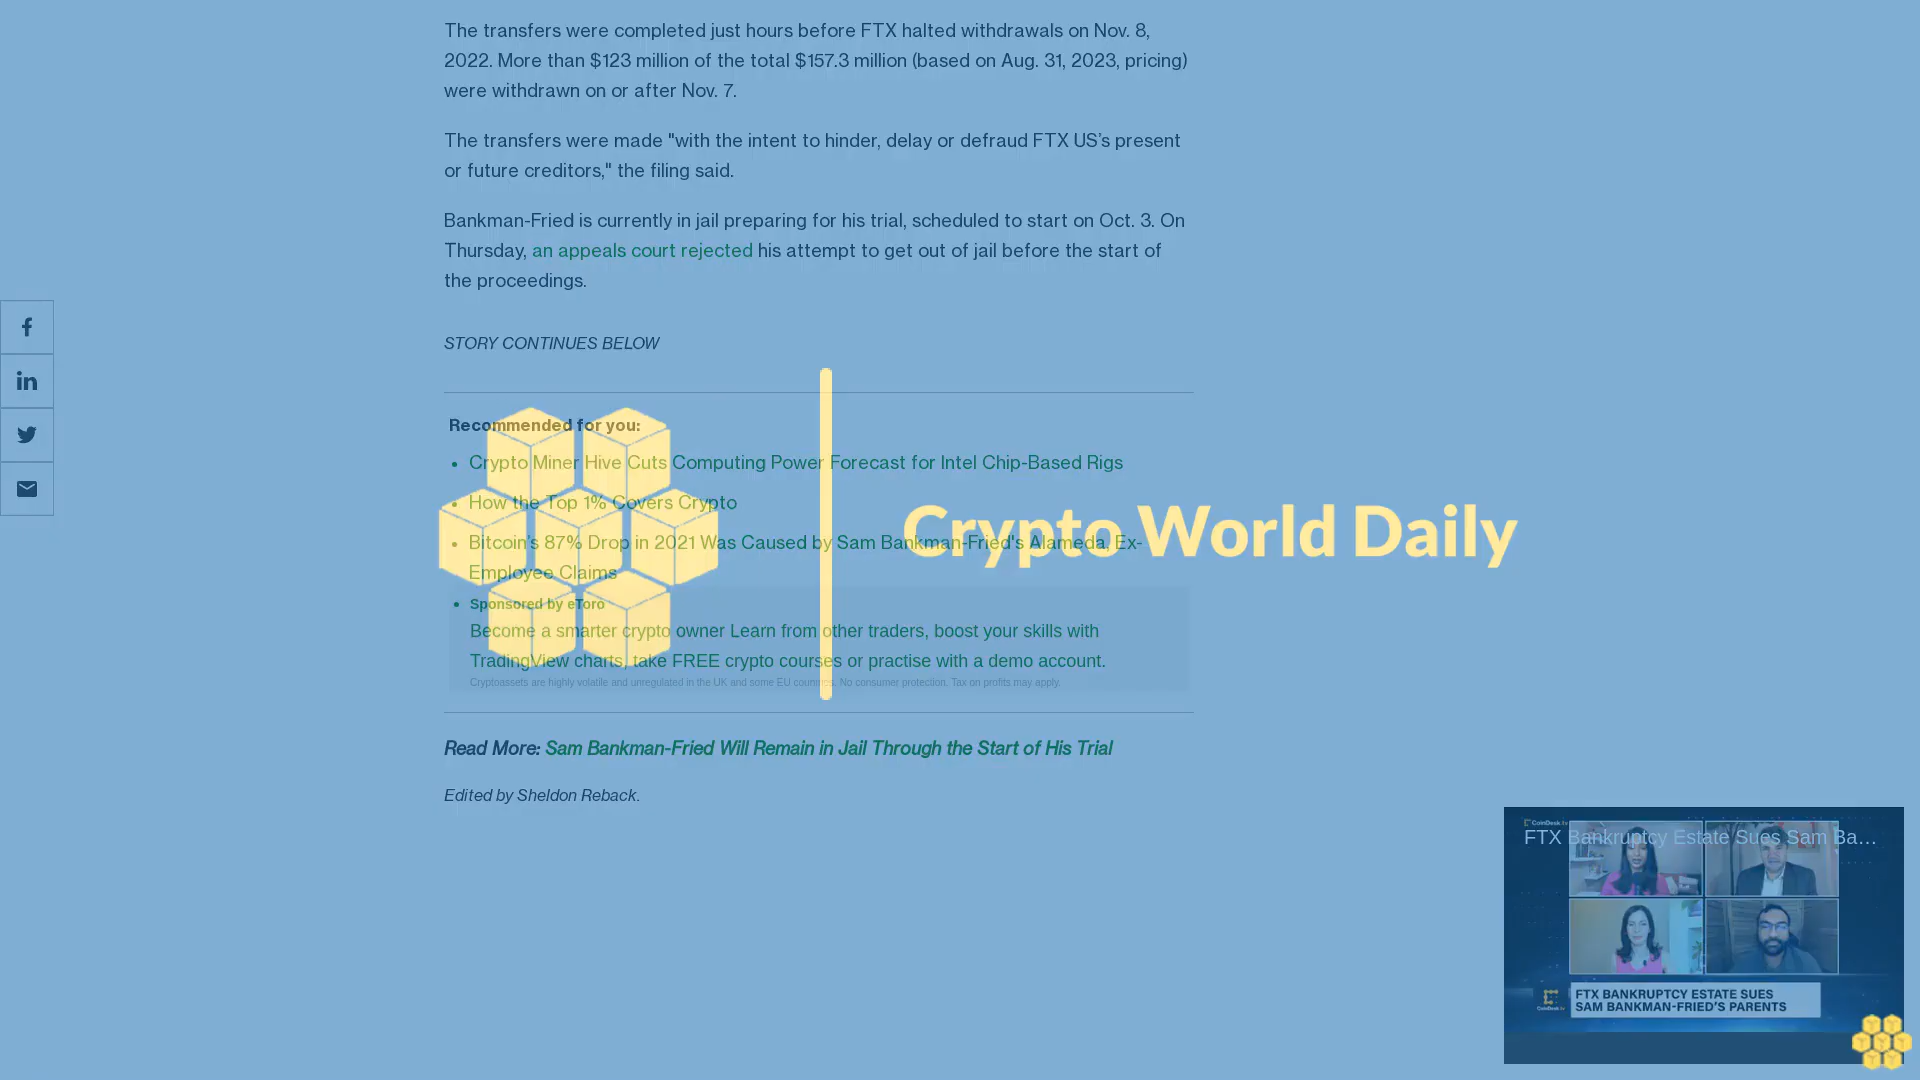 The transfers were completed just hours before FTX halted withdrawals on Nov. 8,
2022. More than $123 million of the total $157.3 million (based on Aug. 31, 2023, pricing)
were withdrawn on or after Nov. 7.
The transfers were made "with the intent to hinder, delay or defraud FTX US’s present
or future creditors," the filing said.
Bankman-Fried is currently in jail preparing for his trial, scheduled to start on Oct. 3. On
Thursday, an appeals court rejected his attempt to get out of jail before the start of
the proceedings.
STORY CONTINUES BELOW
Recommended for you:
• Crypto Miner Hive Cuts Computing Power Forecast for Intel Chip-Based Rigs
• How the Top 1% Covers Crypto
• Bitcoin’s 87% Drop in 2021 Was Caused by Sam Bankman-Fried's Alameda, Ex-
Employee Claims
• Sponsored by eToro
Become a smarter crypto owner Learn from other traders, boost your skills with
TradingView charts, take FREE crypto courses or practise with a demo account.
Cryptoassets are highly volatile and unregulated in the UK and some EU countries. No consumer protection. Tax on profits may apply.
Crypto World Daily
Read More: Sam Bankman-Fried Will Remain in Jail Through the Start of His Trial
Edited by Sheldon Reback.
CoinDesk.tv
FTX Bankruptcy Estate Sues Sam Ba...
FTX BANKRUPTCY ESTATE SUES
SAM BANKMAN-FRIED'S PARENTS
CoinDesk.tv